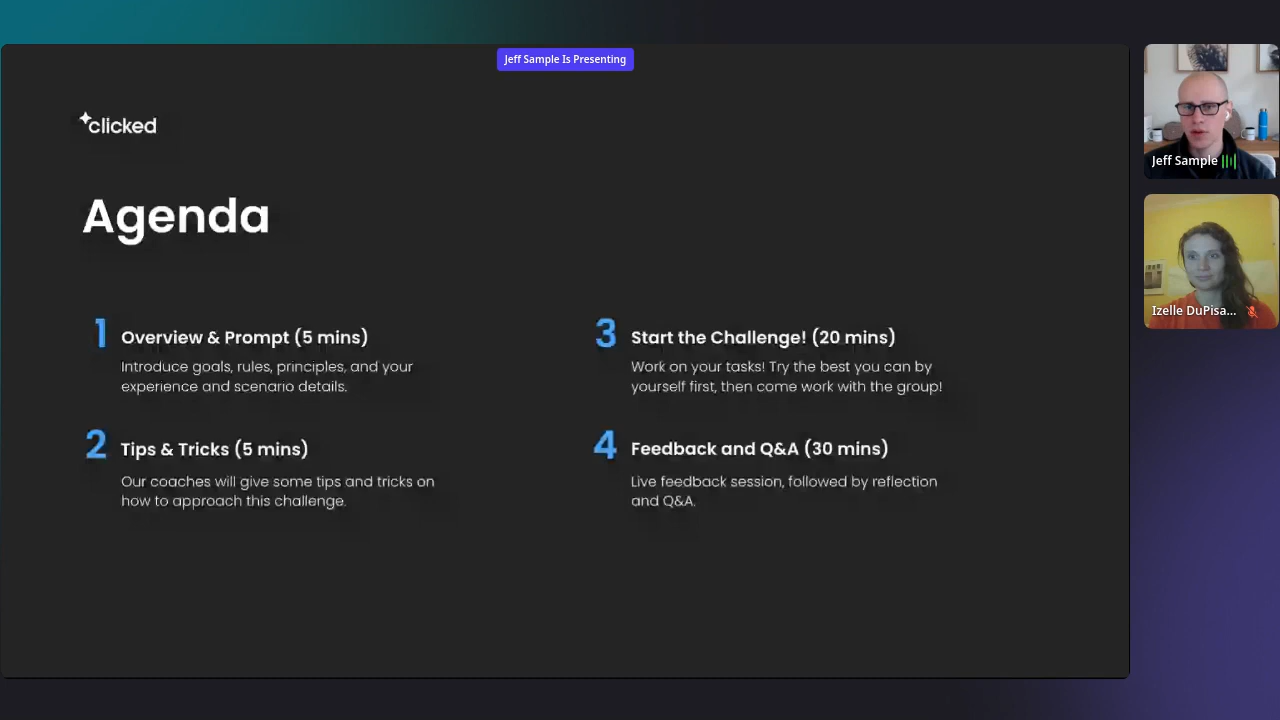 Jeff Sample Is Presenting
clicked
Agenda
1 Overview & Prompt (5 mins)
Introduce goals, rules, principles, and your
experience and scenario details.
2 Tips & Tricks (5 mins)
Our coaches will give some tips and tricks on
how to approach this challenge.
3 Start the Challenge! (20 mins)
Work on your tasks! Try the best you can by
yourself first, then come work with the group!
4 Feedback and Q&A (30 mins)
Live feedback session, followed by reflection
and Q&A.
Jeff Sample
Izelle DuPisa...